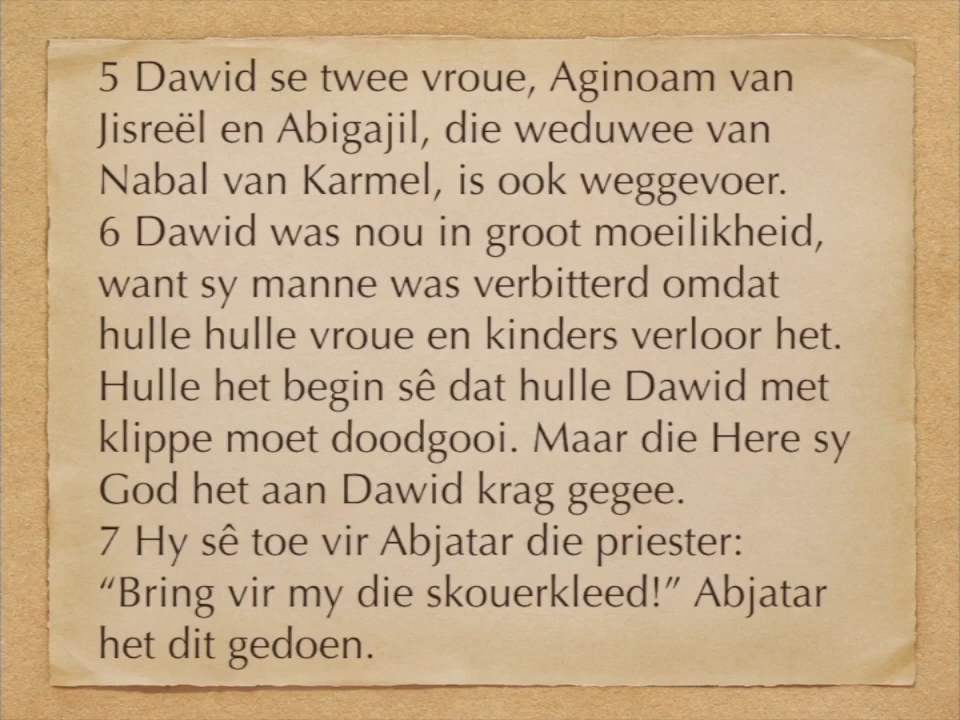 5 Dawid se twee vroue, Aginoam van
Jisreël en Abigajil, die weduwee van
Nabal van Karmel, is ook weggevoer.
6 Dawid was nou in groot moeilikheid,
want sy manne was verbitterd omdat
hulle hulle vroue en kinders verloor het.
Hulle het begin sê dat hulle Dawid met
klippe moet doodgooi. Maar die Here sy
God het aan Dawid krag gegee.
7 Hy sê toe vir Abjatar die priester:
“Bring vir my die skouerkleed!” Abjatar
het dit gedoen.